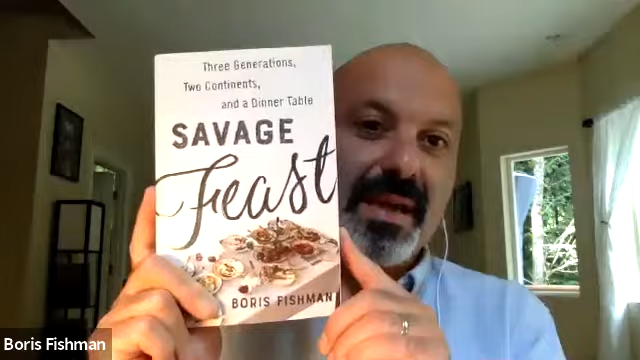 Three Generations,
Two Continents,
and a Dinner Table
SAVAGE
Feast
BORIS FISHMAN
Boris Fishman